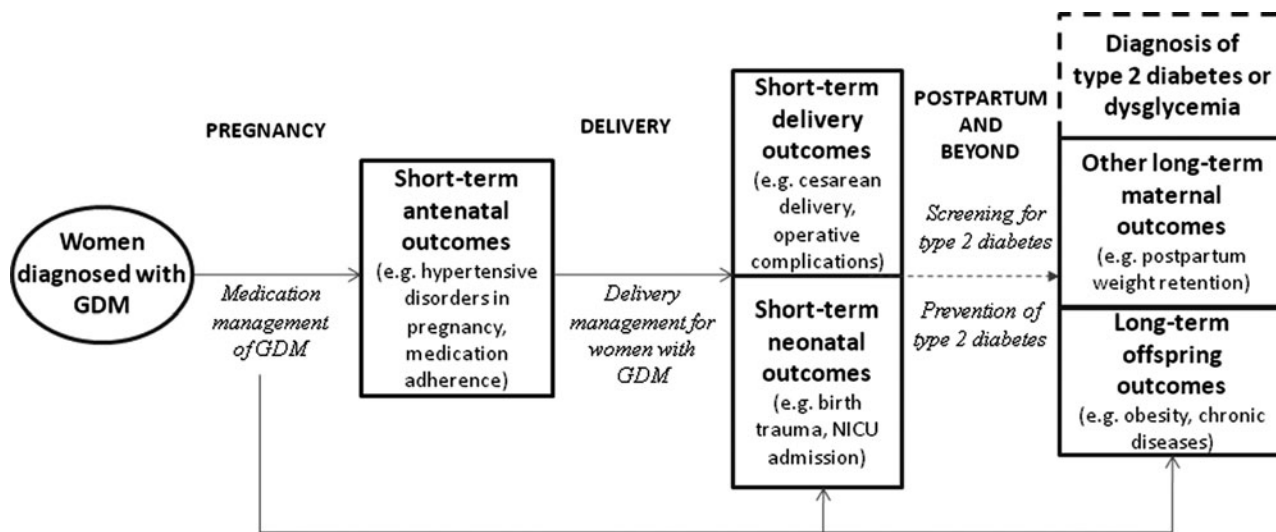 PREGNANCY
Women
diagnosed with
GDM
Medication
management
of GDM
Short-term
antenatal
outcomes
(e.g. hypertensive
disorders in
pregnancy,
medication
adherence)
DELIVERY
Delivery
management for
women with
GDM
Short-term
delivery
outcomes
(e.g. cesarean
delivery,
operative
complications)
Short-term
neonatal
outcomes
(e.g. birth
trauma, NICU
admission)
POSTPARTUM
AND
BEYOND
Screening for
type 2 diabetes
Prevention of
type 2 diabetes
Diagnosis of
type 2 diabetes or
dysglycemia
Other long-term
maternal
outcomes
(e.g. postpartum
weight retention)
Long-term
offspring
outcomes
(e.g. obesity, chronic
diseases)